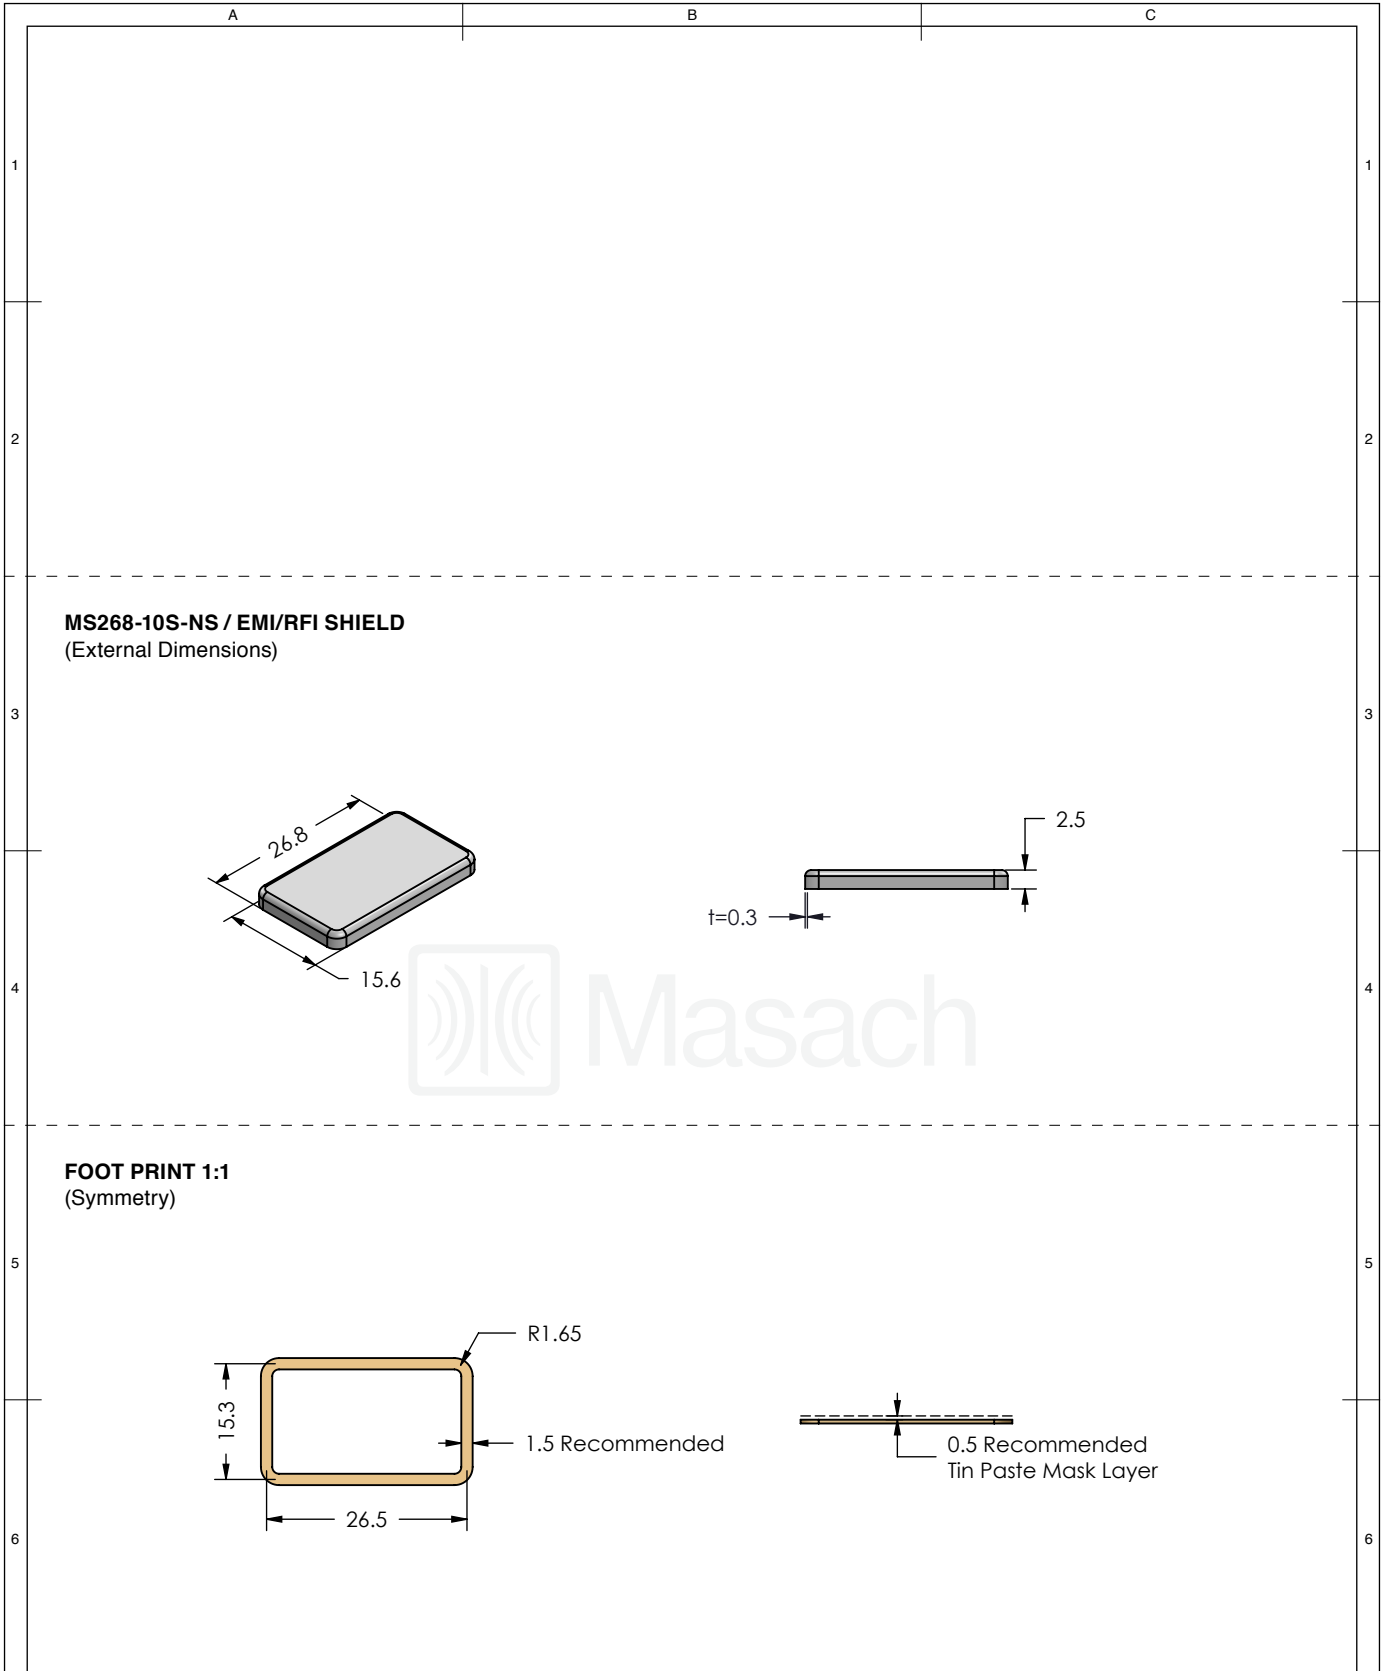 A
B
C
1
1
2
2
MS268-10S-NS / EMI/RFI SHIELD
(External Dimensions)
3
3
26.8
2.5
t=0.3
15.6
Masach
4
4
FOOT PRINT 1:1
(Symmetry)
5
5
R1.65
15.3
1.5 Recommended
0.5 Recommended
Tin Paste Mask Layer
26.5
6
6